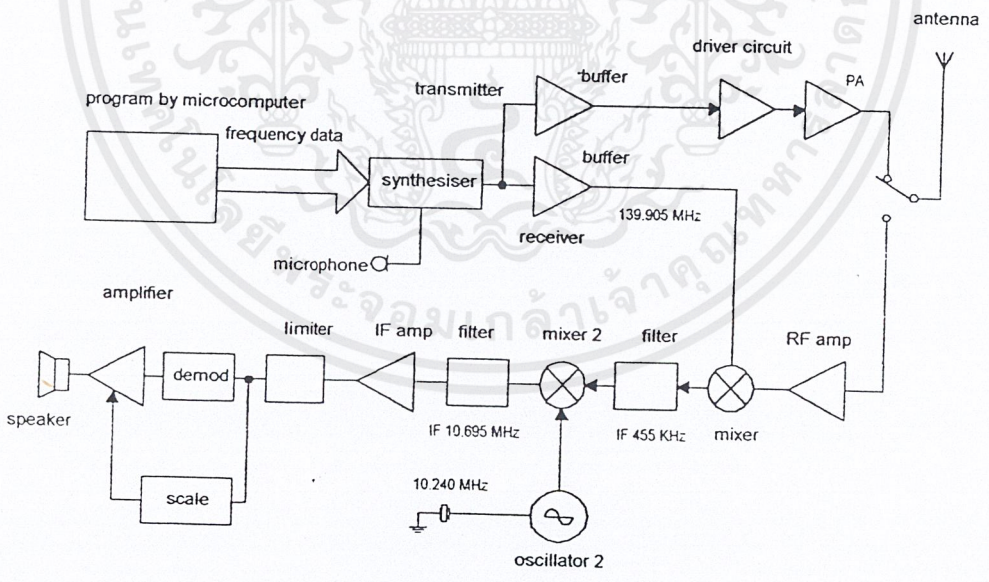 antenna
driver circuit
buffer
PA
transmitter
program by microcomputer
frequency data
synthesiser
buffer
139.905 MHz
receiver
microphone
amplifier
limiter
IF amp
filter
mixer 2
filter
RF amp
demod
speaker
IF 10.695 MHz
IF 455 KHz
mixer
scale
10.240 MHz
oscillator 2